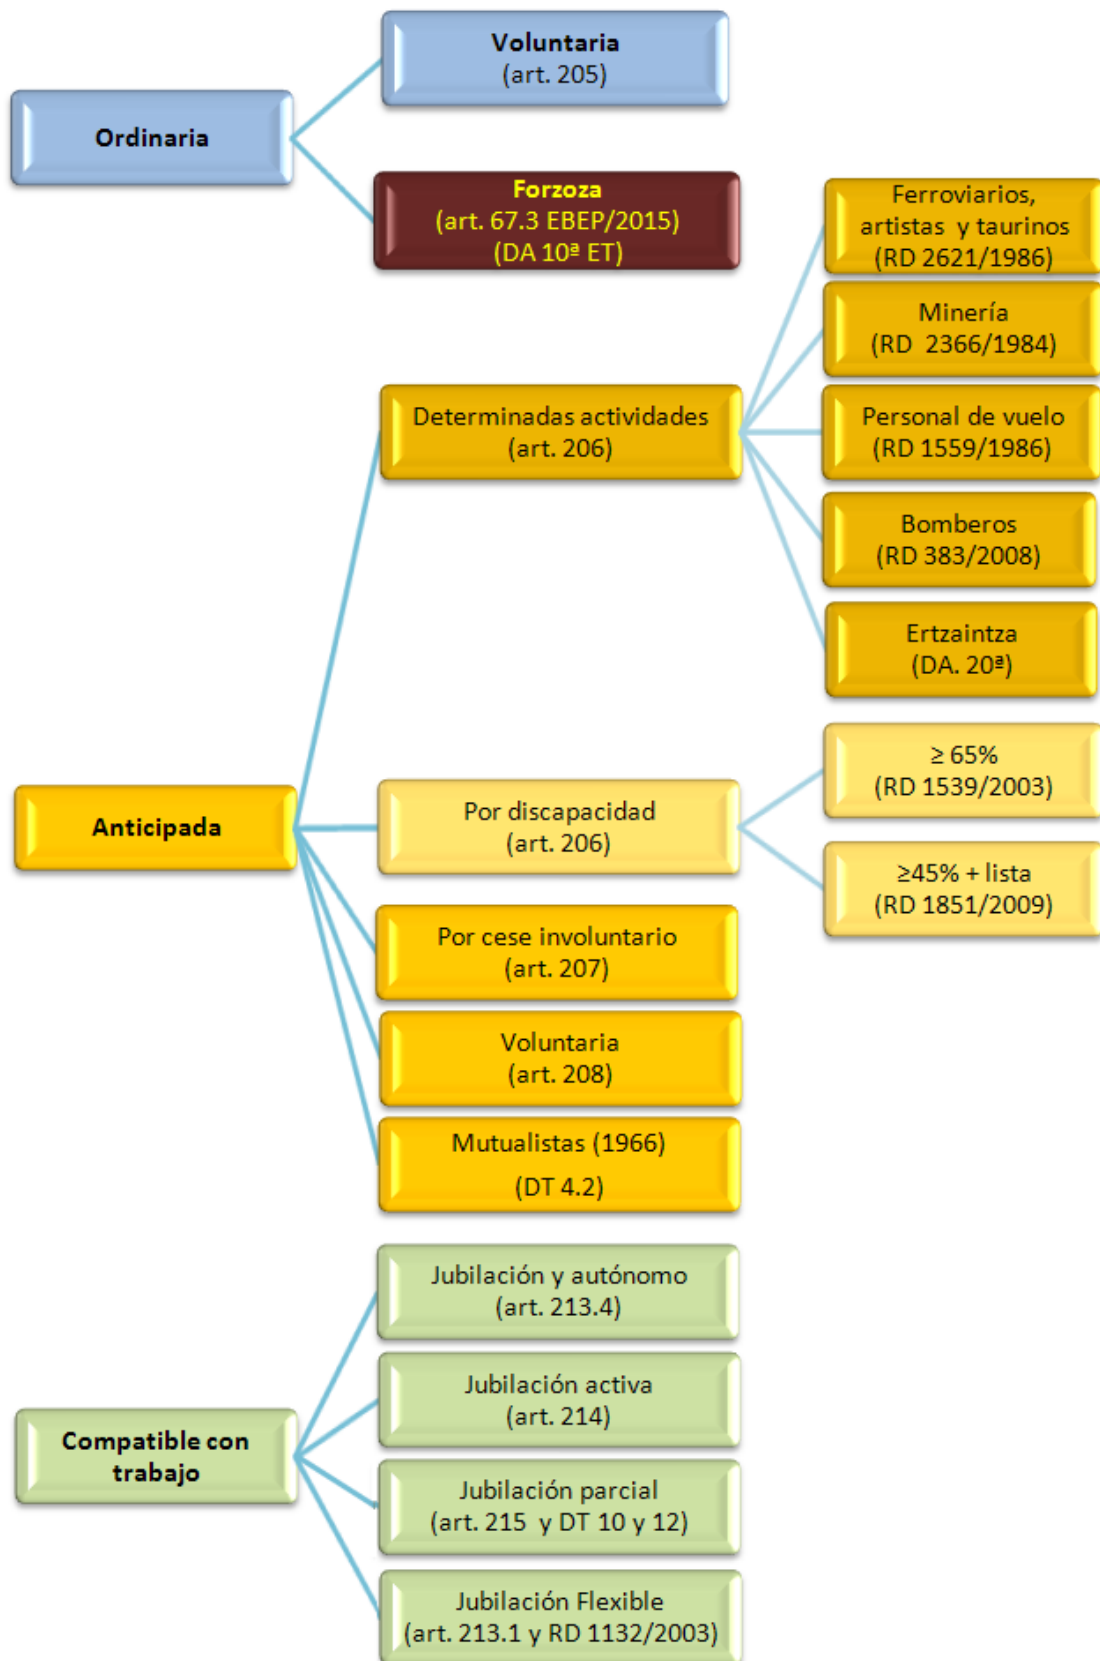 Ordinaria
Voluntaria
(art. 205)
Forzoza
(art. 67.3 EBEP/2015)
(DA 10ª ET)
Anticipada
Determinadas actividades
(art. 206)
Ferroviarios,
artistas y taurinos
(RD 2621/1986)
Minería
(RD 2366/1984)
Personal de vuelo
(RD 1559/1986)
Bomberos
(RD 383/2008)
Ertzaintza
(DA. 20ª)
Por discapacidad
(art. 206)
≥ 65%
(RD 1539/2003)
≥45% + lista
(RD 1851/2009)
Por cese involuntario
(art. 207)
Voluntaria
(art. 208)
Mutualistas (1966)
(DT 4.2)
Compatible con
trabajo
Jubilación y autónomo
(art. 213.4)
Jubilación activa
(art. 214)
Jubilación parcial
(art. 215 y DT 10 y 12)
Jubilación Flexible
(art. 213.1 y RD 1132/2003)